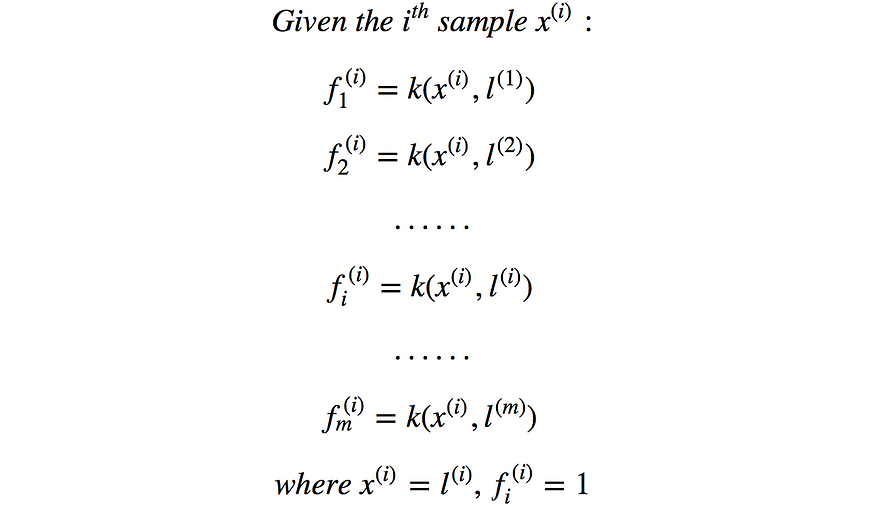 Given the i^{th} sample x^{(i)} :
f_1^{(i)} = k(x^{(i)}, l^{(1)})
f_2^{(i)} = k(x^{(i)}, l^{(2)})
......
f_i^{(i)} = k(x^{(i)}, l^{(i)})
......
f_m^{(i)} = k(x^{(i)}, l^{(m)})
where x^{(i)} = l^{(i)}, f_i^{(i)} = 1